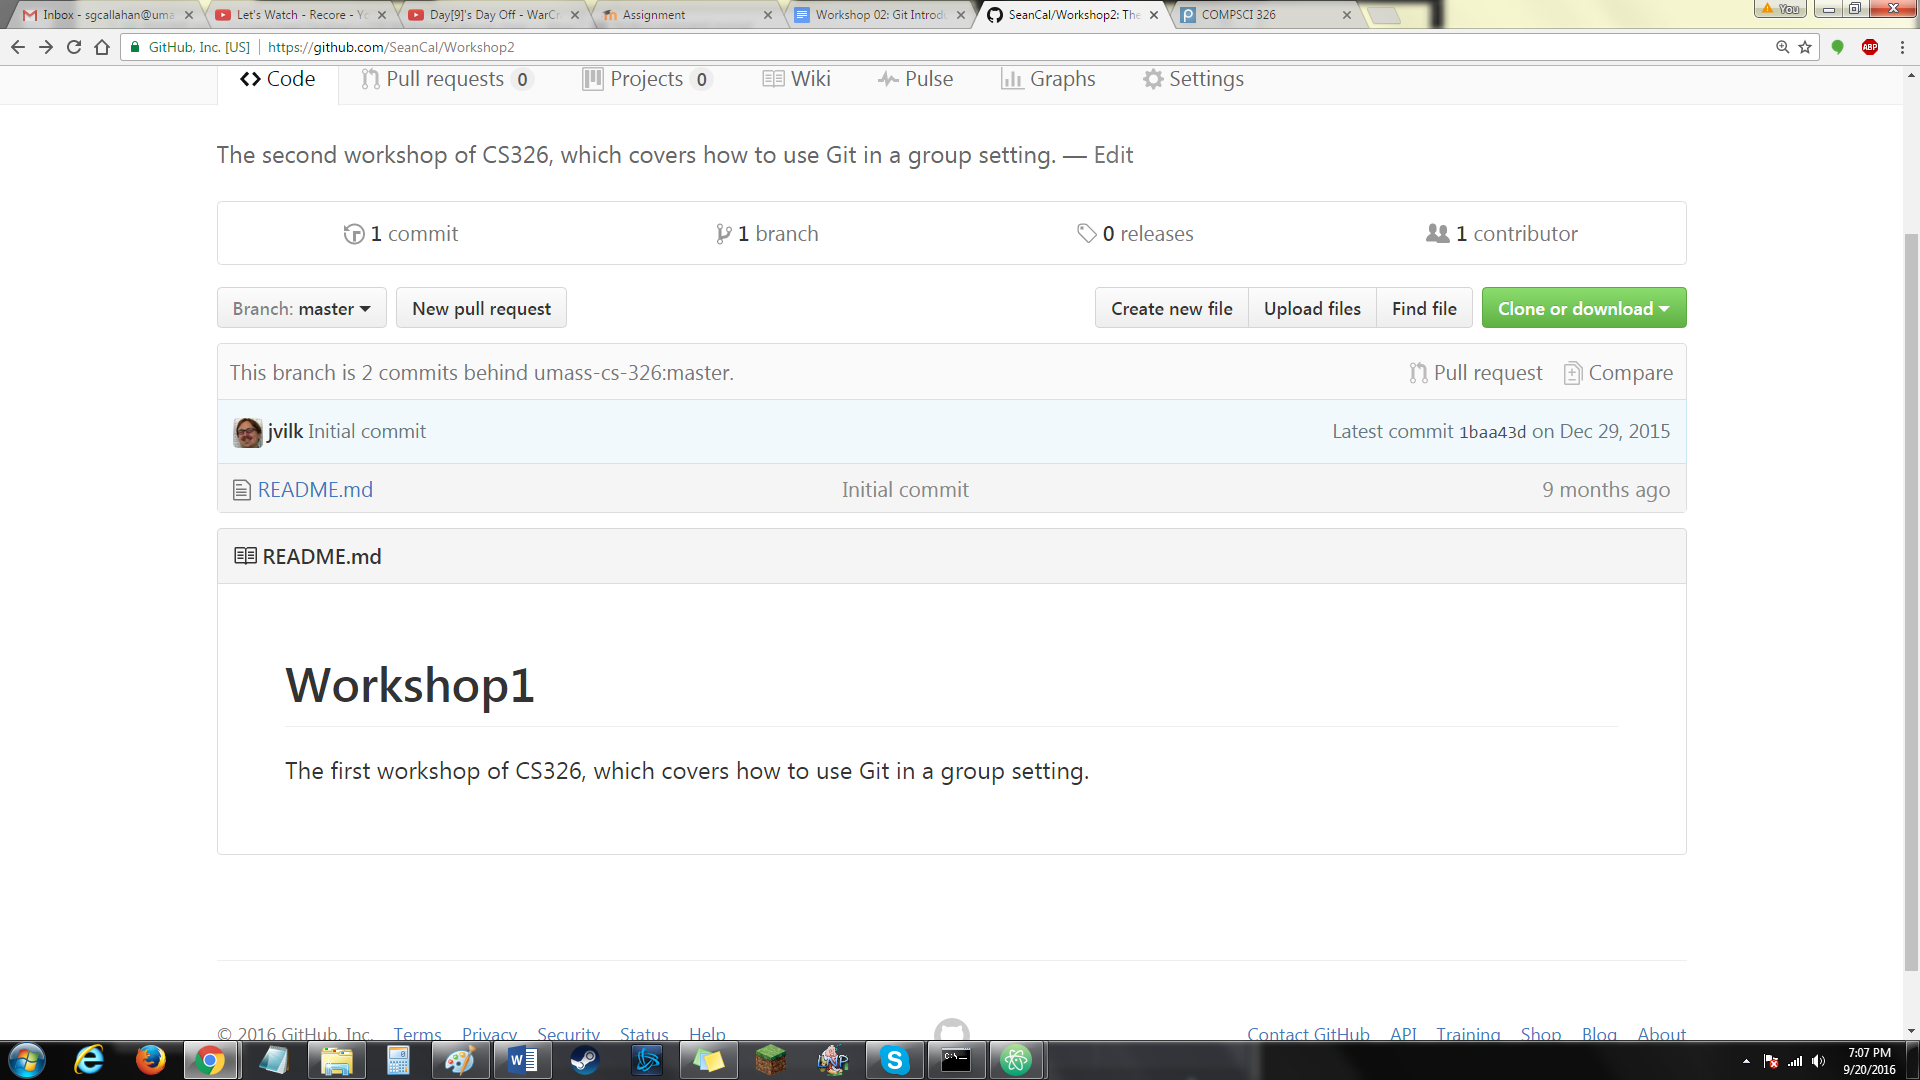 Inbox - sgcallahan@uma
Let's Watch - Recore - Yo
Day[9]'s Day Off - WarCr
Assignment
Workshop 02: Git Introdu
SeanCal/Workshop2: The
COMPSCI 326
You
GitHub, Inc. [US] https://github.com/SeanCal/Workshop2
ABP
Code
Pull requests 0
Projects 0
Wiki
Pulse
Graphs
Settings
The second workshop of CS326, which covers how to use Git in a group setting. — Edit
1 commit
1 branch
0 releases
1 contributor
Branch: master
New pull request
Create new file
Upload files
Find file
Clone or download
This branch is 2 commits behind umass-cs-326:master.
Pull request
Compare
jvilk Initial commit
Latest commit 1baa43d on Dec 29, 2015
README.md
Initial commit
9 months ago
README.md
Workshop1
The first workshop of CS326, which covers how to use Git in a group setting.
© 2016 GitHub, Inc. Terms Privacy Security Status Help
Contact GitHub API Training Shop Blog About
7:07 PM
9/20/2016